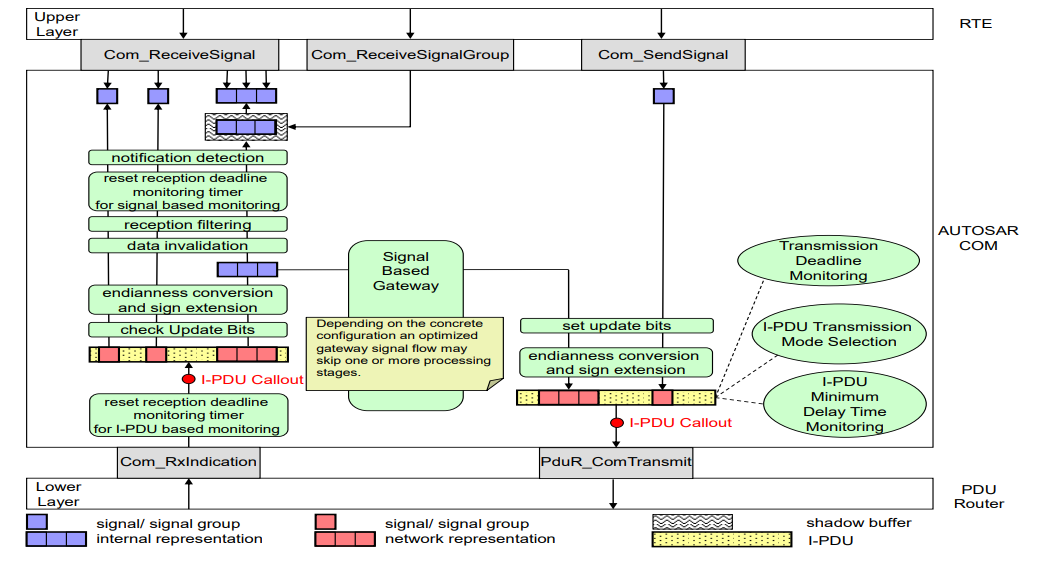 Upper
Layer
RTE
Com_ReceiveSignal
Com_ReceiveSignalGroup
Com_SendSignal
notification detection
reset reception deadline
monitoring timer
for signal based monitoring
reception filtering
data invalidation
endianness conversion
and sign extension
check Update Bits
I-PDU Callout
reset reception deadline
monitoring timer
for I-PDU based monitoring
Com_RxIndication
Signal
Based
Gateway
Depending on the concrete
configuration an optimized
gateway signal flow may
skip one or more processing
stages.
set update bits
endianness conversion
and sign extension
I-PDU Callout
PduR_ComTransmit
Transmission
Deadline
Monitoring
I-PDU Transmission
Mode Selection
I-PDU
Minimum
Delay Time
Monitoring
AUTOSAR
COM
Lower
Layer
PDU
Router
signal/ signal group
internal representation
signal/ signal group
network representation
shadow buffer
I-PDU